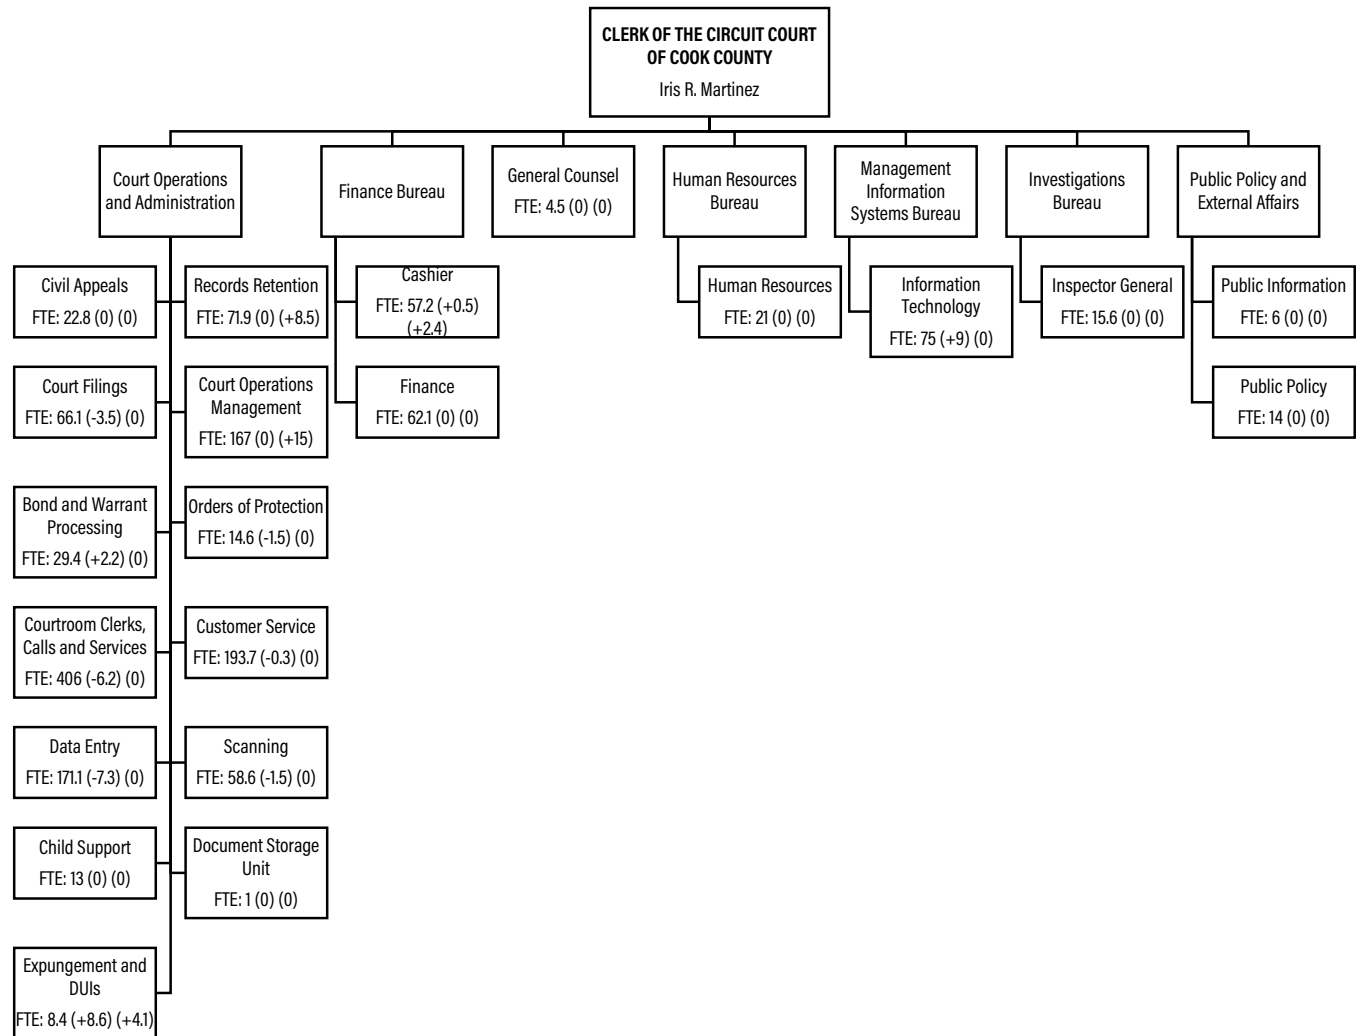 CLERK OF THE CIRCUIT COURT
OF COOK COUNTY
Iris R. Martinez
Court Operations
and Administration
Finance Bureau
General Counsel
FTE: 4.5 (0) (0)
Human Resources
Bureau
Management
Information
Systems Bureau
Investigations
Bureau
Public Policy and
External Affairs
Civil Appeals
FTE: 22.8 (0) (0)
Records Retention
FTE: 71.9 (0) (+8.5)
Cashier
FTE: 57.2 (+0.5)
(+2.4)
Human Resources
FTE: 21 (0) (0)
Information
Technology
FTE: 75 (+9) (0)
Inspector General
FTE: 15.6 (0) (0)
Public Information
FTE: 6 (0) (0)
Court Filings
FTE: 66.1 (-3.5) (0)
Court Operations
Management
FTE: 167 (0) (+15)
Finance
FTE: 62.1 (0) (0)
Public Policy
FTE: 14 (0) (0)
Bond and Warrant
Processing
FTE: 29.4 (+2.2) (0)
Orders of Protection
FTE: 14.6 (-1.5) (0)
Courtroom Clerks,
Calls and Services
FTE: 406 (-6.2) (0)
Customer Service
FTE: 193.7 (-0.3) (0)
Data Entry
FTE: 171.1 (-7.3) (0)
Scanning
FTE: 58.6 (-1.5) (0)
Child Support
FTE: 13 (0) (0)
Document Storage
Unit
FTE: 1 (0) (0)
Expungement and
DUIs
FTE: 8.4 (+8.6) (+4.1)